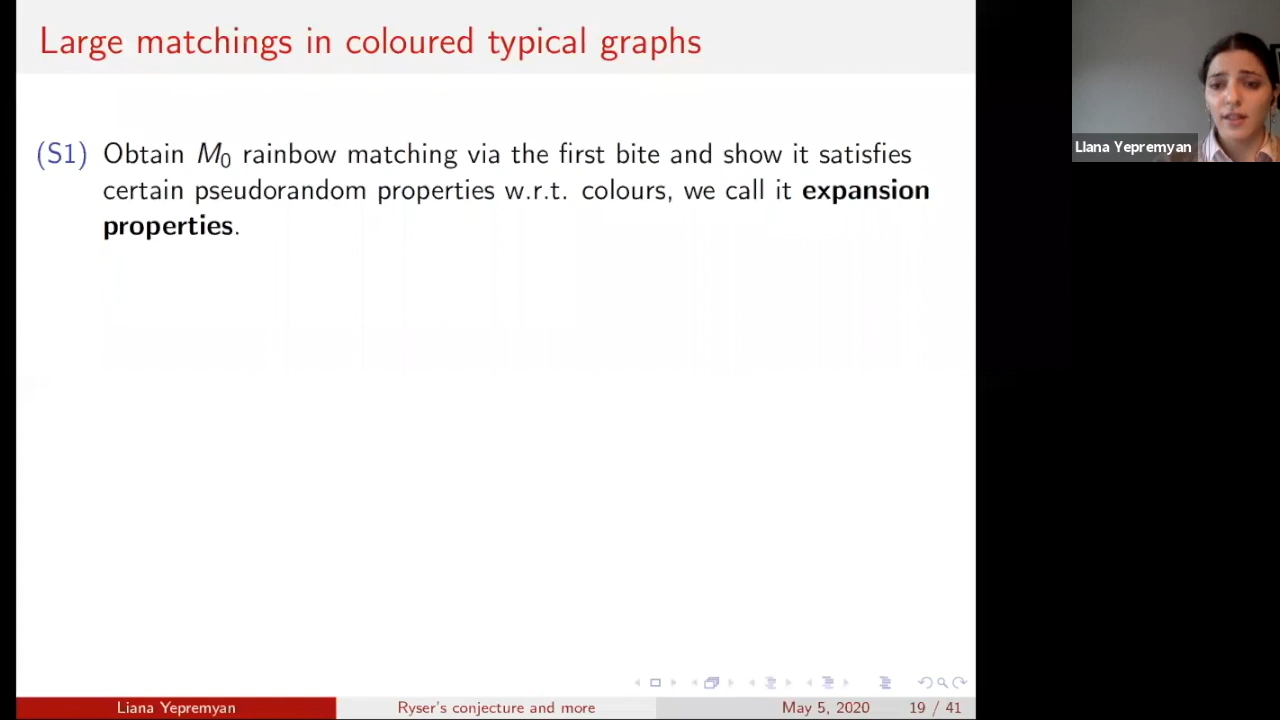 Large matchings in coloured typical graphs
LIana Yepremyan
(S1) Obtain M₀ rainbow matching via the first bite and show it satisfies
certain pseudorandom properties w.r.t. colours, we call it expansion
properties.
Liana Yepremyan
Ryser's conjecture and more
May 5, 2020
19 / 41